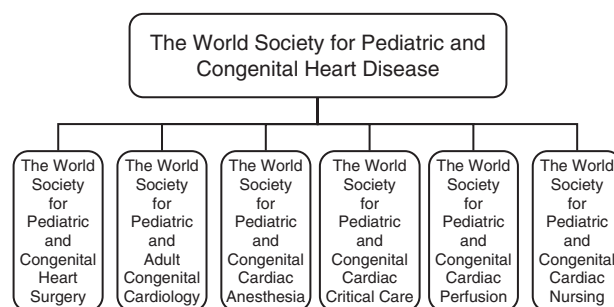 The World Society for Pediatric and
Congenital Heart Disease
The World
Society
for
Pediatric
and
Congenital
Heart
Surgery
The World
Society
for
Pediatric
and
Adult
Congenital
Cardiology
The World
Society
for
Pediatric
and
Congenital
Cardiac
Anesthesia
The World
Society
for
Pediatric
and
Congenital
Cardiac
Critical Care
The World
Society
for
Pediatric
and
Congenital
Cardiac
Perfusion
The World
Society
for
Pediatric
and
Congenital
Cardiac
Nursing